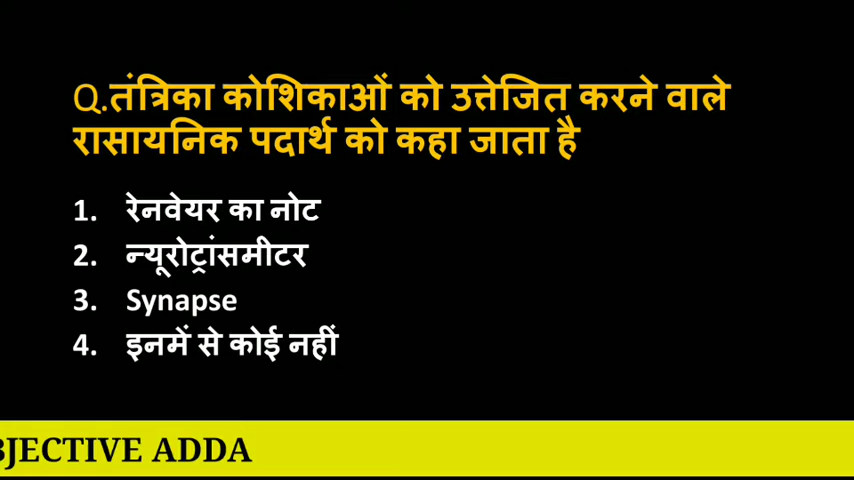 Q.तंत्रिका कोशिकाओं को उत्तेजित करने वाले
रासायनिक पदार्थ को कहा जाता है
1. रेनवेयर का नोट
2. न्यूरोट्रांसमीटर
3. Synapse
4. इनमें से कोई नहीं
BJECTIVE ADDA